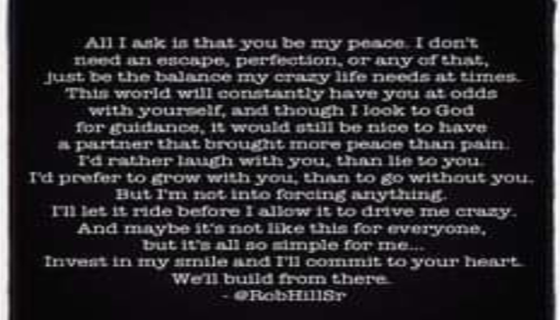 All I ask is that you be my peace. I don't
need an escape, perfection, or any of that,
just be the balance my crazy life needs at times.
This world will constantly have you at odds
with yourself, and though I look to God
for guidance, it would still be nice to have
a partner that brought more peace than pain.
I'd rather laugh with you, than lie to you.
I'd prefer to grow with you, than to go without you.
But I'm not into forcing anything.
I'll let it ride before I allow it to drive me crazy.
And maybe it's not like this for everyone,
but it's all so simple for me...
Invest in my smile and I'll commit to your heart.
We'll build from there.
- @RobHillSr